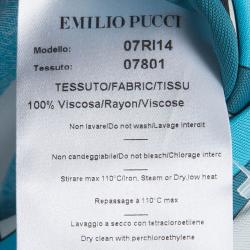 EMILIO PUCCI
Modello: 07RI14
Tessuto: 07801
TESSUTO/FABRIC/TISSU
100% Viscosa/Rayon/Viscose
Non lavare/Do not wash/Lavage interdit
Non candeggiabile/Do not bleach/Chlorage interc
Stirare max 110°C/Iron, Steam or Dry,low heat
Repassage a 110°C max
Lavaggio a secco con tetracloroetilene
Dry clean with perchloroethylene